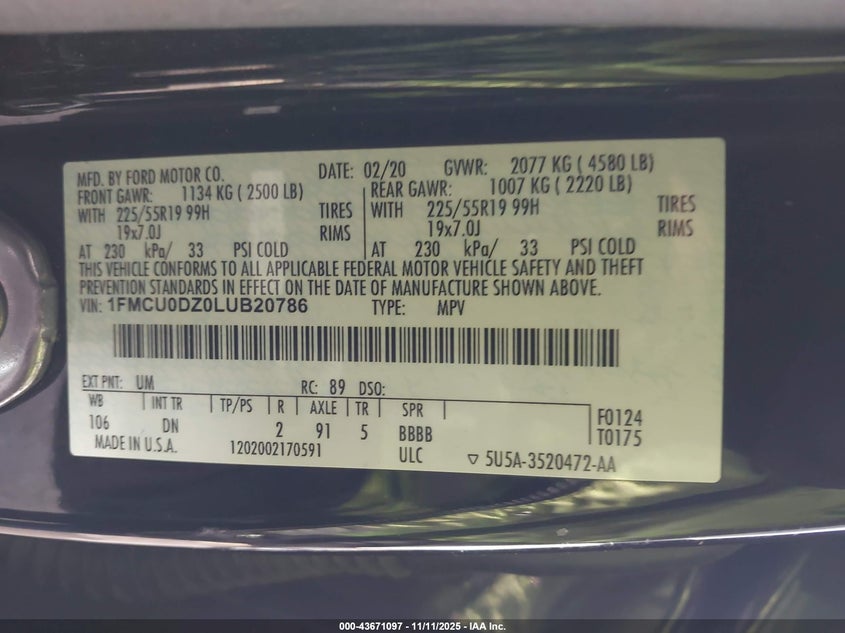 MFD. BY FORD MOTOR CO. DATE: 02/20 GVWR: 2077 KG ( 4580 LB)
FRONT GAWR: 1134 KG ( 2500 LB) REAR GAWR: 1007 KG ( 2220 LB)
WITH 225/55R19 99H TIRES WITH 225/55R19 99H TIRES
19x7.0J RIMS 19x7.0J RIMS
AT 230 kPa/ 33 PSI COLD AT 230 kPa/ 33 PSI COLD
THIS VEHICLE CONFORMS TO ALL APPLICABLE FEDERAL MOTOR VEHICLE SAFETY AND THEFT
PREVENTION STANDARDS IN EFFECT ON THE DATE OF MANUFACTURE SHOWN ABOVE.
VIN: 1FMCU0DZ0LUB20786 TYPE: MPV
EXT PNT: UM RC: 89 DSO:
WB INT TR TP/PS R AXLE TR SPR F0124
106 DN 2 91 5 BBBB T0175
MADE IN U.S.A. 1202002170591 ULC ▽ 5U5A-3520472-AA
000-43671097 - 11/11/2025 - IAA Inc.